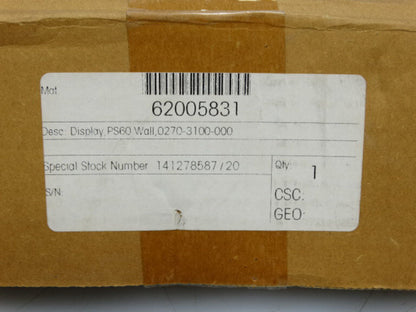 Mat
62005831
Desc: Display,PS60 Wall,0270-3100-000
Special Stock Number 141278587/20
Qty:
1
S/N:
CSC:
GEO: